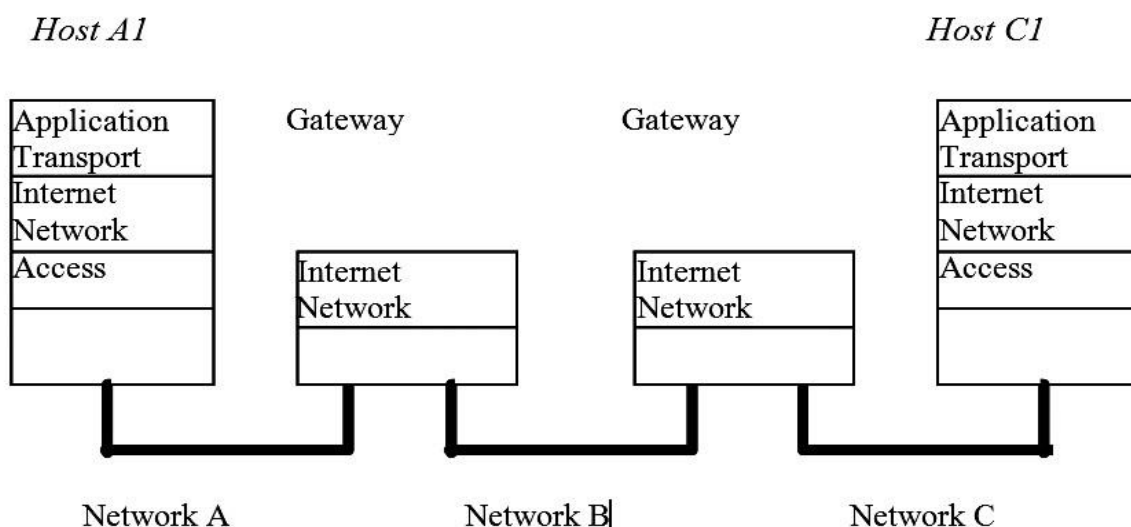 Host A1
Host C1
Gateway
Gateway
Application
Transport
Internet
Network
Access
Internet
Network
Internet
Network
Application
Transport
Internet
Network
Access
Network A
Network B
Network C